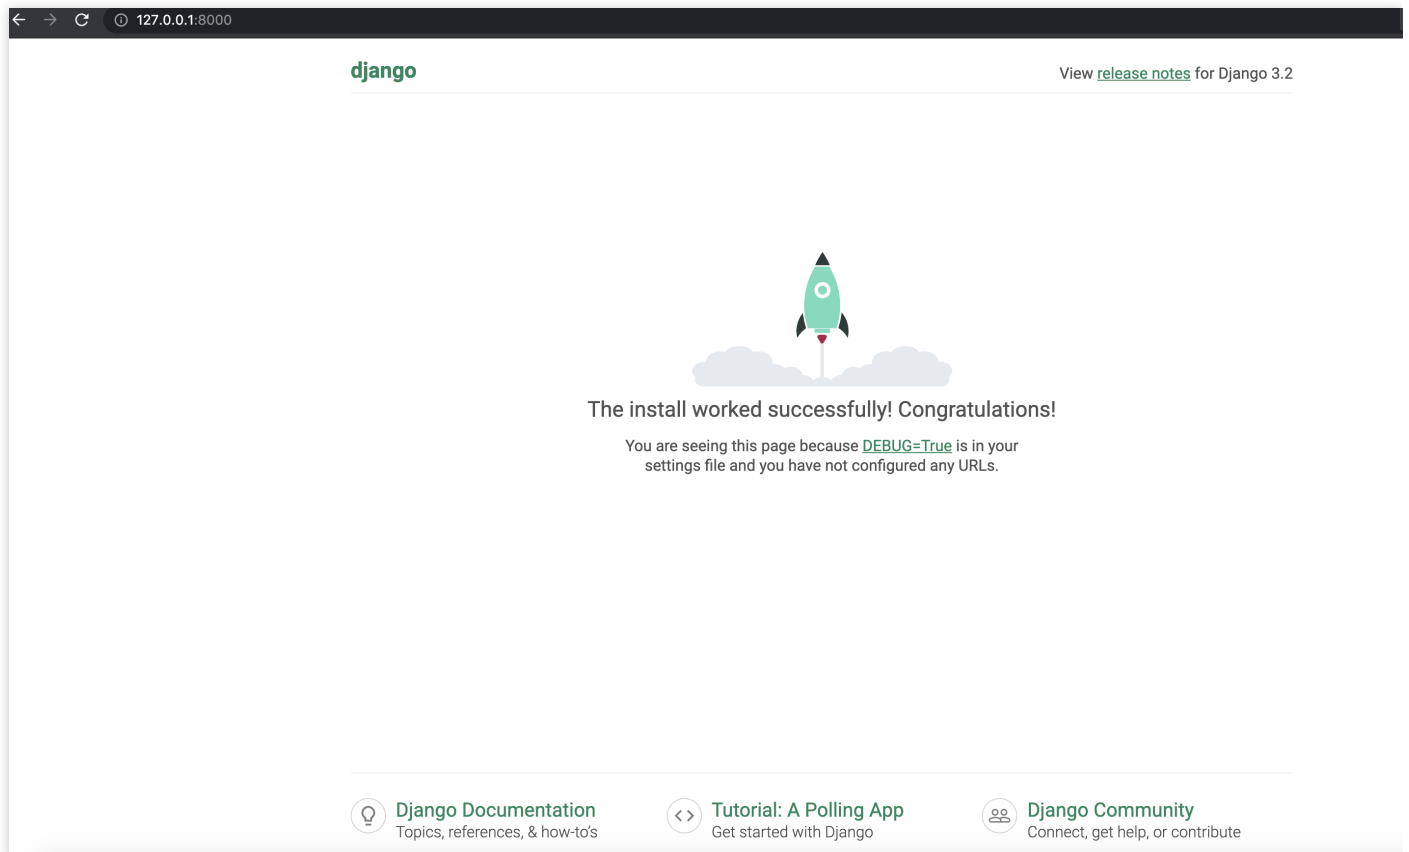 127.0.0.1:8000
django
View release notes for Django 3.2
The install worked successfully! Congratulations!
You are seeing this page because DEBUG=True is in your
settings file and you have not configured any URLs.
Django Documentation
Topics, references, & how-to’s
Tutorial: A Polling App
Get started with Django
Django Community
Connect, get help, or contribute